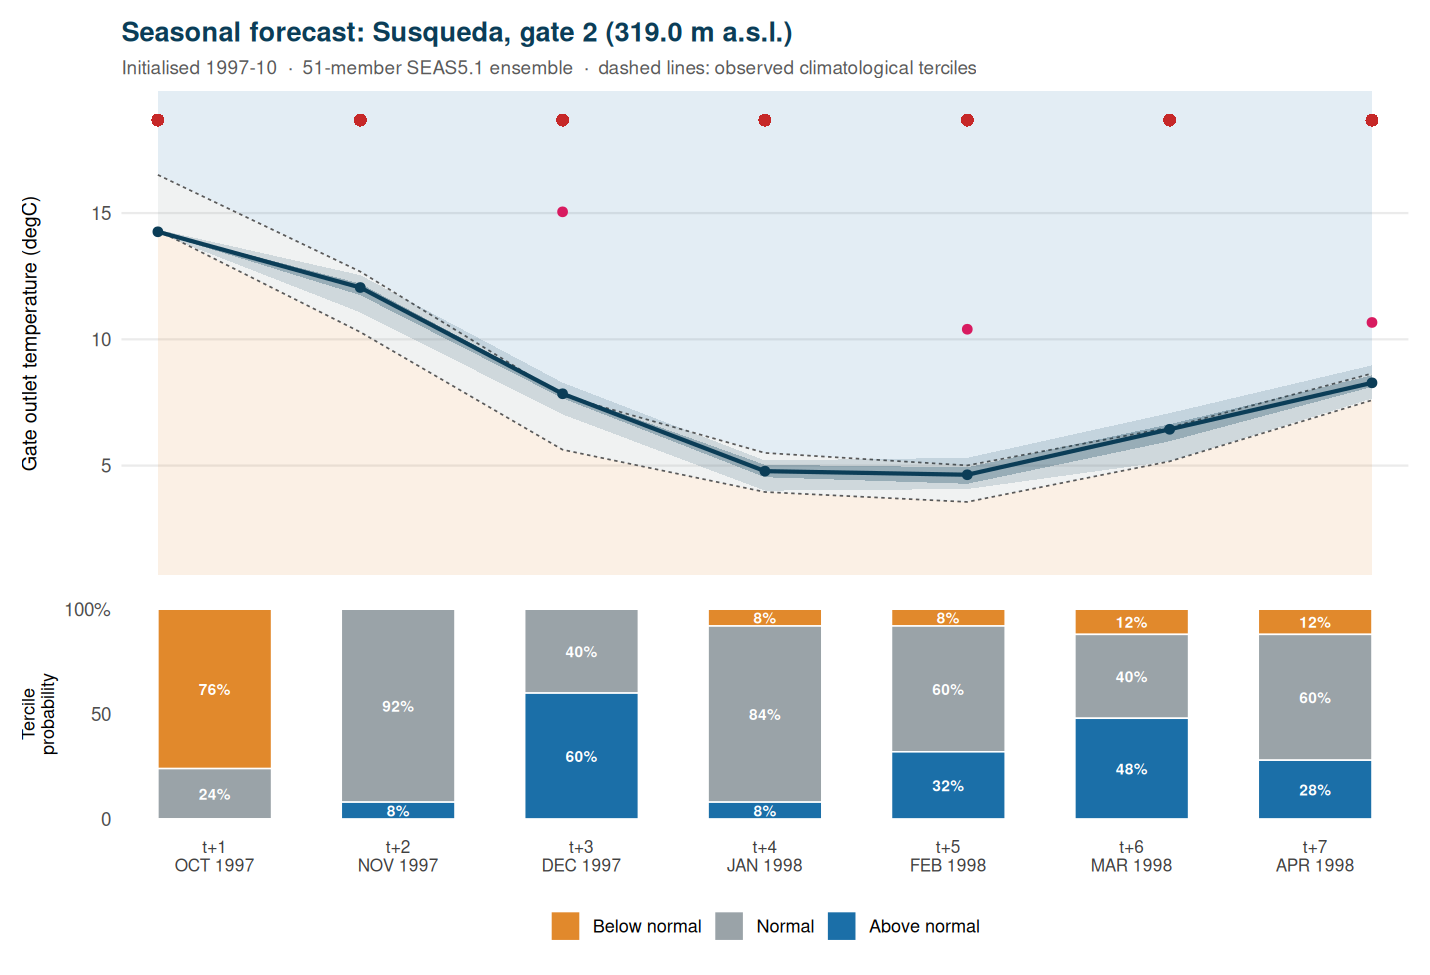 Seasonal forecast: Susqueda, gate 2 (319.0 m a.s.l.)
Initialised 1997-10 · 51-member SEAS5.1 ensemble · dashed lines: observed climatological terciles
Gate outlet temperature (degC)
15
10
5
Tercile
probability
100%
50
0
76%
24%
92%
8%
40%
60%
8%
84%
8%
8%
60%
32%
12%
40%
48%
12%
60%
28%
t+1
OCT 1997
t+2
NOV 1997
t+3
DEC 1997
t+4
JAN 1998
t+5
FEB 1998
t+6
MAR 1998
t+7
APR 1998
Below normal
Normal
Above normal